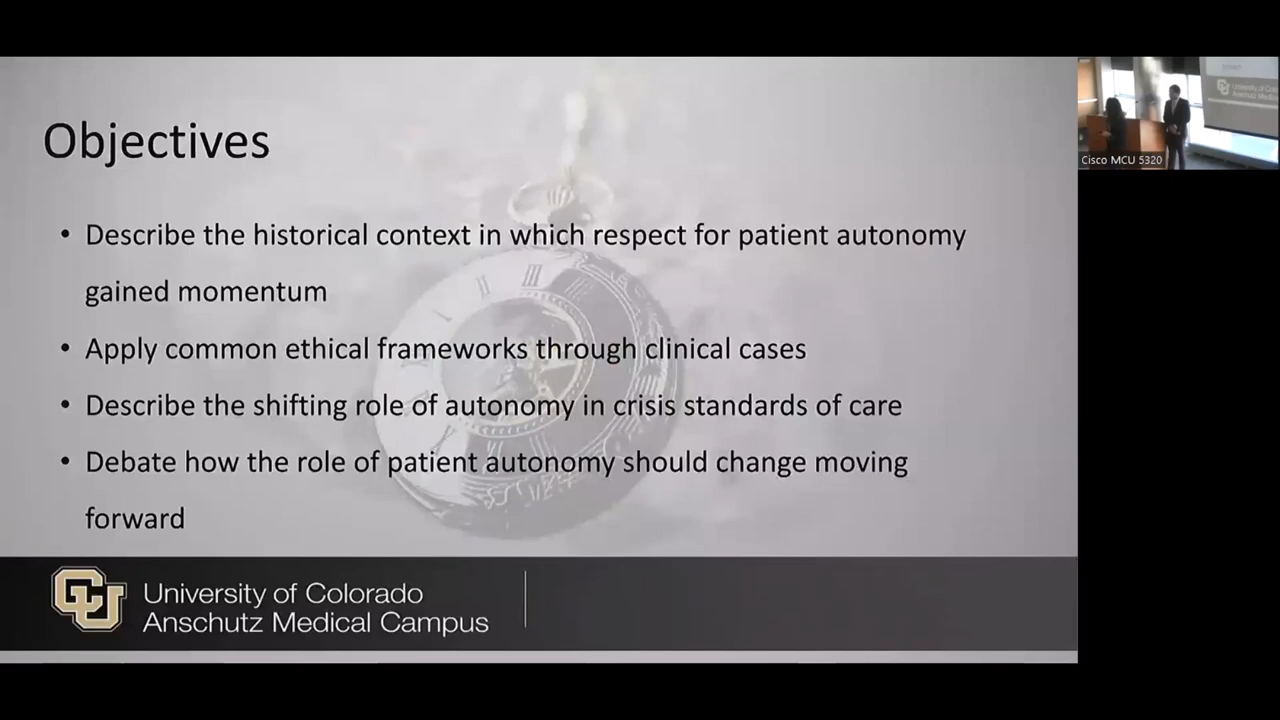 Objectives
• Describe the historical context in which respect for patient autonomy
gained momentum
• Apply common ethical frameworks through clinical cases
• Describe the shifting role of autonomy in crisis standards of care
• Debate how the role of patient autonomy should change moving
forward
CU
University of Colorado
Anschutz Medical Campus
Cisco MCU 5320